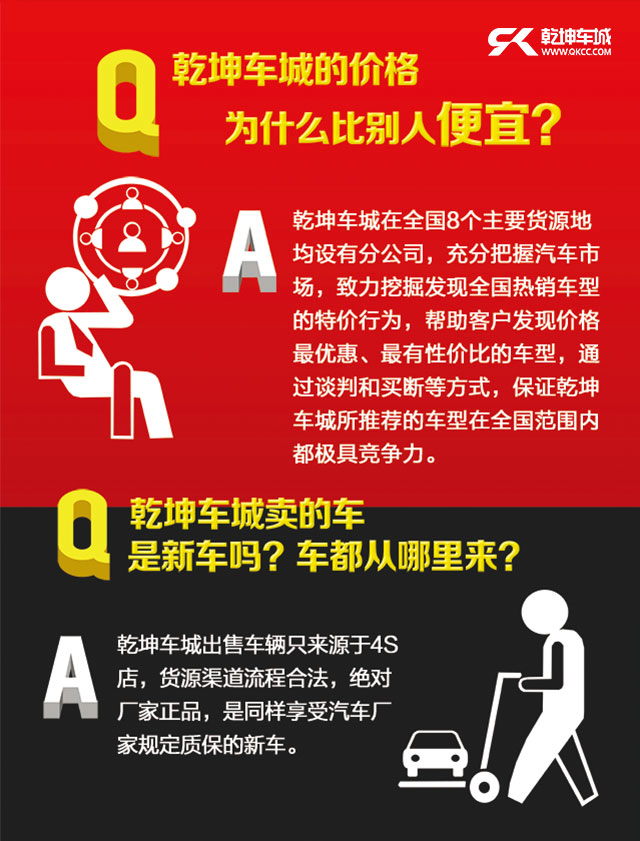 乾坤车城
WWW.QKCC.COM
Q 乾坤车城的价格
为什么比别人便宜？
A 乾坤车城在全国8个主要货源地
均设有分公司，充分把握汽车市
场，致力挖掘发现全国热销车型
的特价行为，帮助客户发现价格
最优惠、最有性价比的车型，通
过谈判和买断等方式，保证乾坤
车城所推荐的车型在全国范围内
都极具竞争力。
Q 乾坤车城卖的车
是新车吗？车都从哪里来？
A 乾坤车城出售车辆只来源于4S
店，货源渠道流程合法，绝对
厂家正品，是同样享受汽车厂
家规定质保的新车。